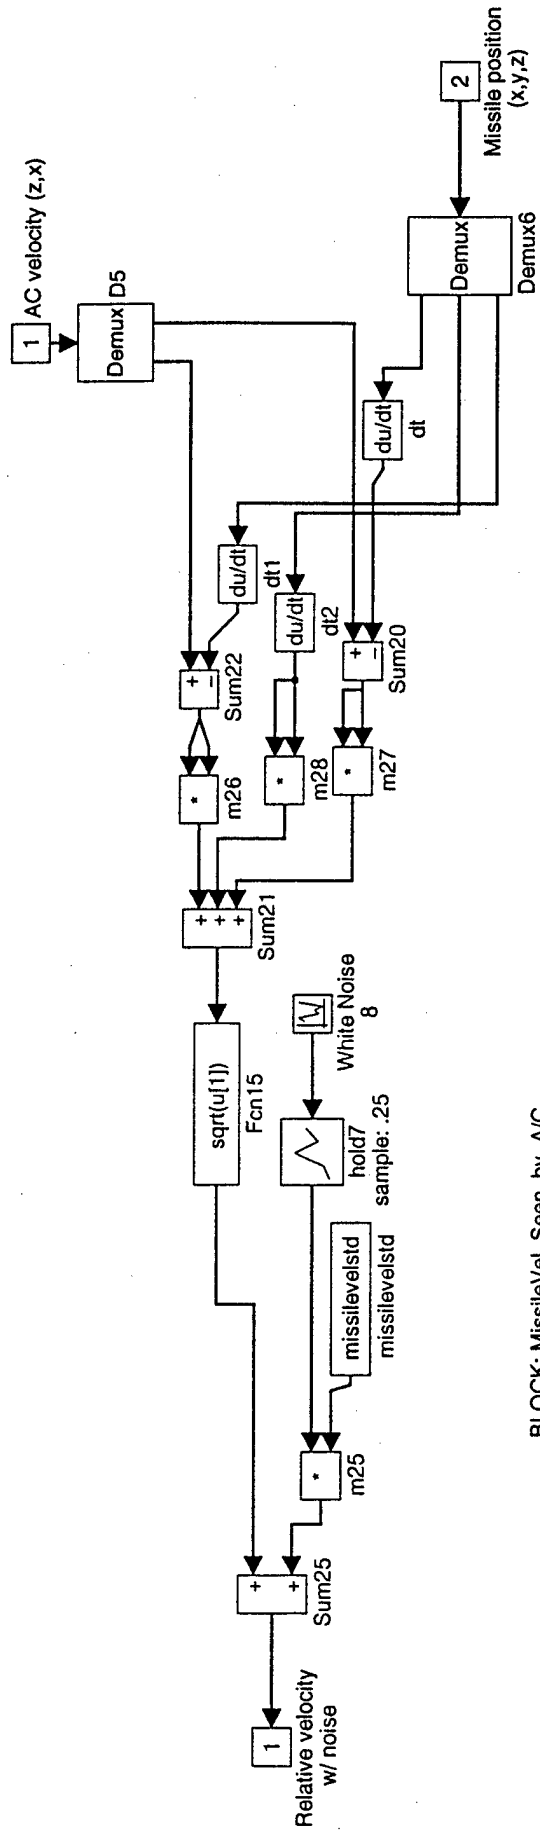 1
AC velocity (z,x)
Demux
D5
2
Missile position
(x,y,z)
Demux
Demux6
du/dt
dt
du/dt
dt1
du/dt
dt2
+
−
Sum22
+
−
Sum20
*
m26
*
m28
*
m27
+
+
+
Sum21
sqrt(u[1])
Fcn15
White Noise
8
hold7
sample: .25
missilevelstd
missilevelstd
*
m25
+
+
Sum25
1
Relative velocity
w/ noise
BLOCK: MissileVel Seen by A/C